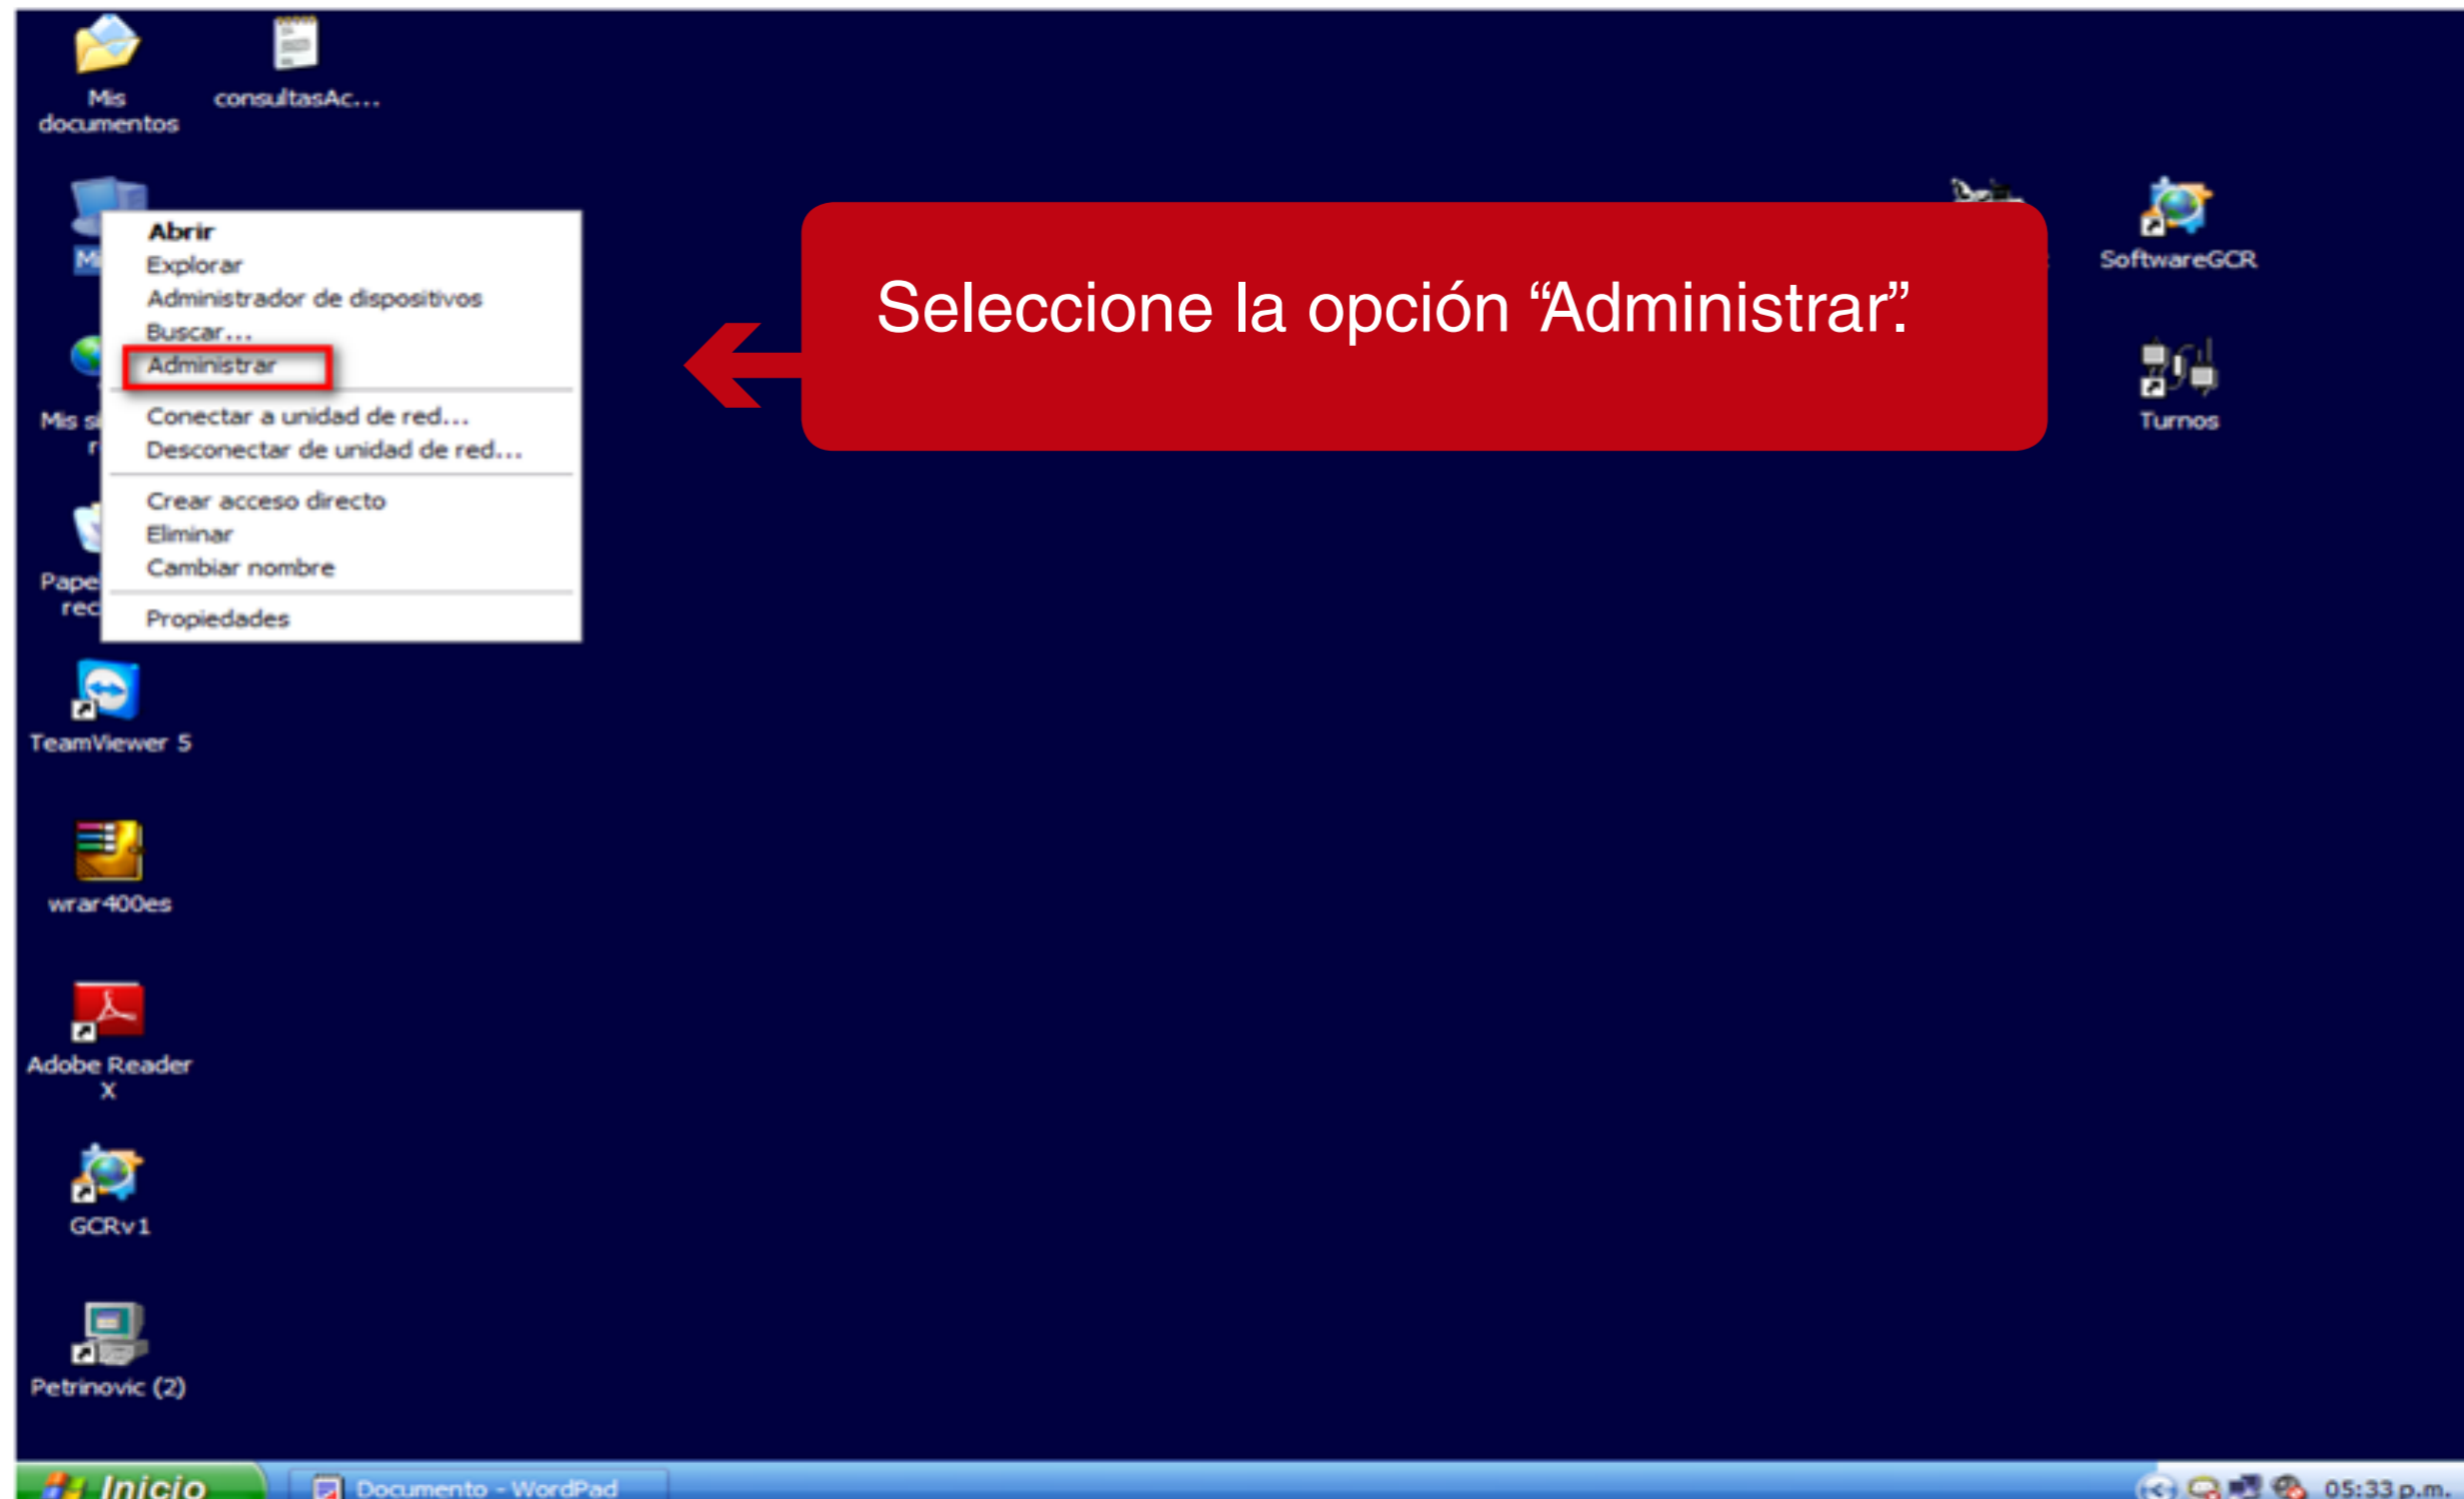 Mis
documentos
consultasAc...
Abrir
Explorar
Administrador de dispositivos
Buscar...
Administrar
Conectar a unidad de red...
Desconectar de unidad de red...
Crear acceso directo
Eliminar
Cambiar nombre
Propiedades
Seleccione la opción “Administrar”.
SoftwareGCR
Turnos
Mis
TeamViewer 5
wrar400es
Adobe Reader
X
GCRv1
Petrinovic (2)
Inicio
Documento - WordPad
05:33 p.m.